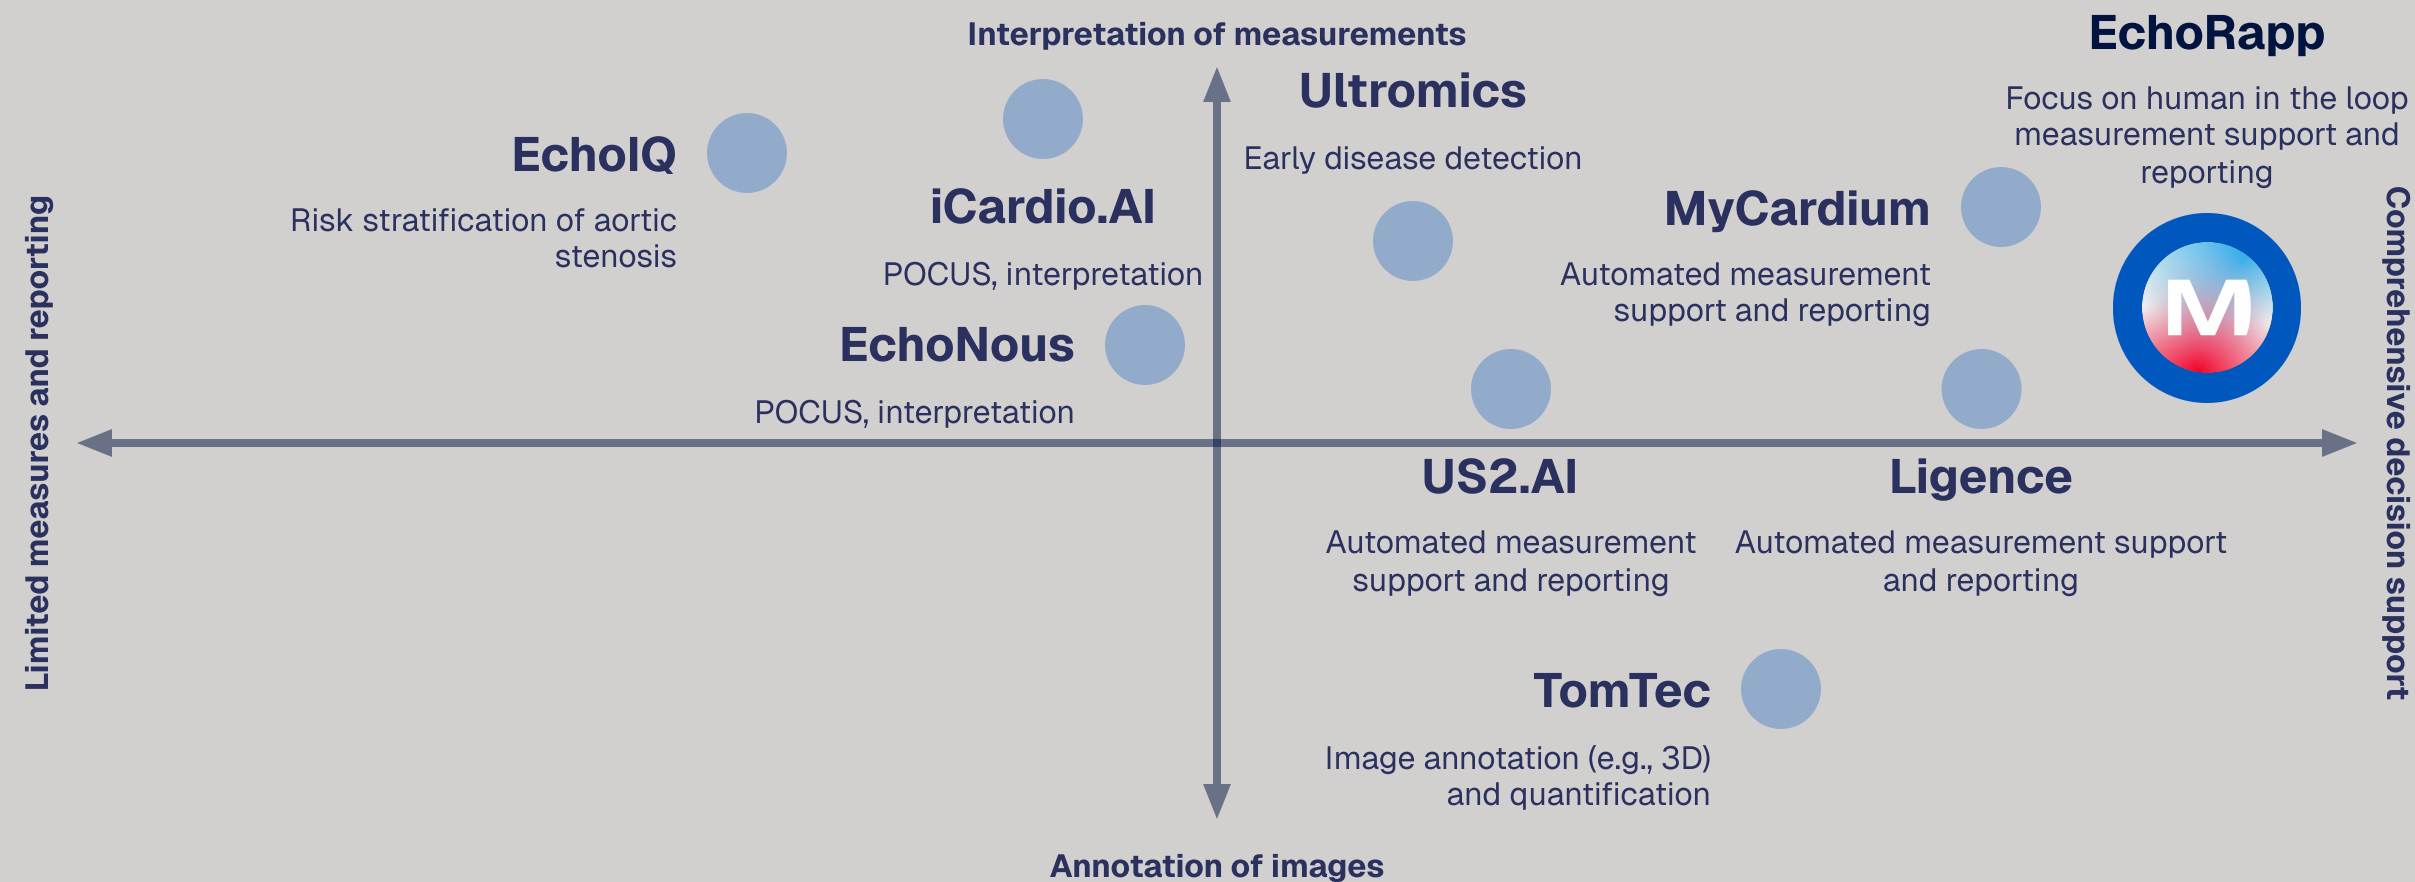 Interpretation of measurements
EchoRapp
Focus on human in the loop
measurement support and
reporting
Ultromics
Early disease detection
EchoIQ
Risk stratification of aortic
stenosis
iCardio.AI
POCUS, interpretation
MyCardium
Automated measurement
support and reporting
M
EchoNous
POCUS, interpretation
Limited measures and reporting
Comprehensive decision support
US2.AI
Automated measurement
support and reporting
Ligence
Automated measurement support
and reporting
TomTec
Image annotation (e.g., 3D)
and quantification
Annotation of images